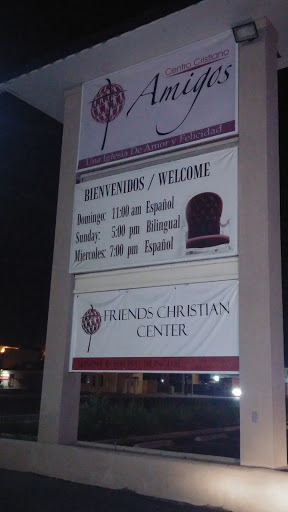 Centro Cristiano
Amigos
Una Iglesia De Amor y Felicidad
BIENVENIDOS / WELCOME
Domingo: 11:00 am Español
Sunday: 5:00 pm Bilingual
Miercoles: 7:00 pm Español
FRIENDS CHRISTIAN
CENTER